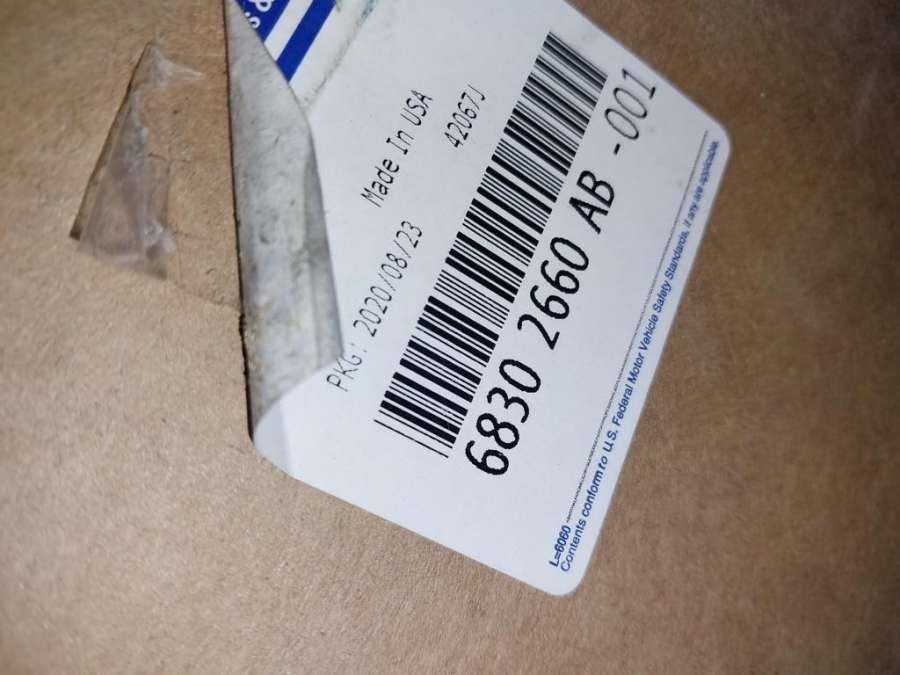 PKG: 2020/08/23 Made In USA
42067J
6830 2660 AB -001
L=6060
Contents conform to U.S. Federal Motor Vehicle Safety Standards, if any are applicable.